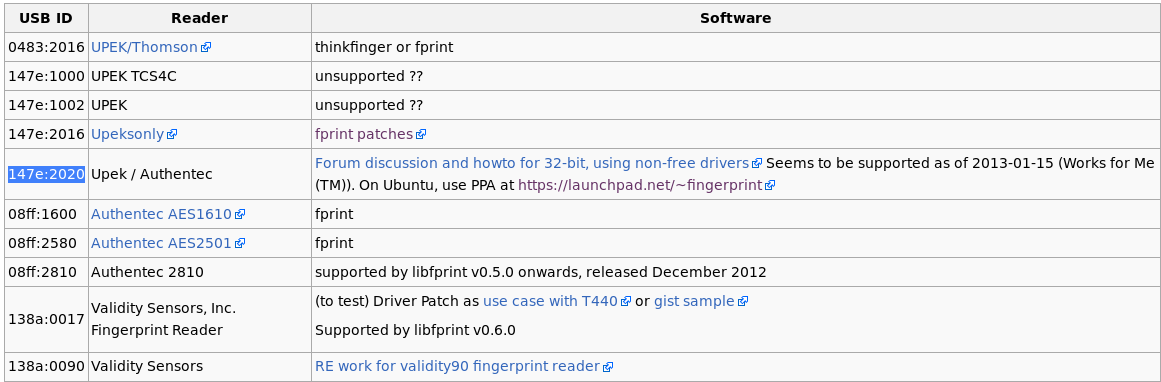 USB ID Reader Software
0483:2016 UPEK/Thomson thinkfinger or fprint
147e:1000 UPEK TCS4C unsupported ??
147e:1002 UPEK unsupported ??
147e:2016 Upeksonly fprint patches
147e:2020 Upek / Authentec Forum discussion and howto for 32-bit, using non-free drivers Seems to be supported as of 2013-01-15 (Works for Me
(TM)). On Ubuntu, use PPA at https://launchpad.net/~fingerprint
08ff:1600 Authentec AES1610 fprint
08ff:2580 Authentec AES2501 fprint
08ff:2810 Authentec 2810 supported by libfprint v0.5.0 onwards, released December 2012
138a:0017 Validity Sensors, Inc.
Fingerprint Reader
(to test) Driver Patch as use case with T440 or gist sample
Supported by libfprint v0.6.0
138a:0090 Validity Sensors RE work for validity90 fingerprint reader